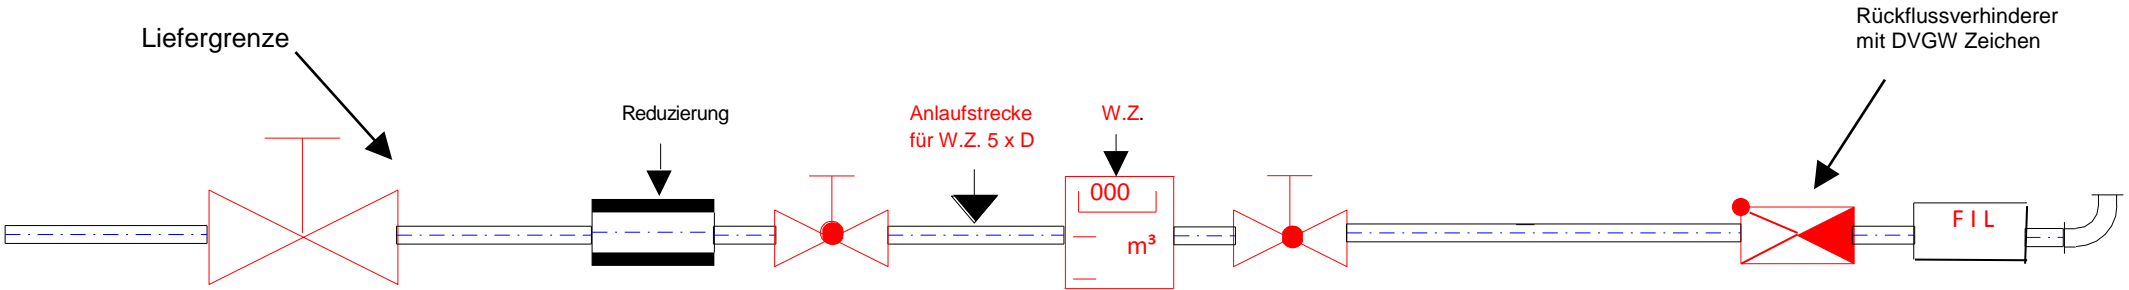 Liefergrenze
Reduzierung
Anlaufstrecke
für W.Z. 5 x D
W.Z.
000
m³
Rückflussverhinderer
mit DVGW Zeichen
FIL